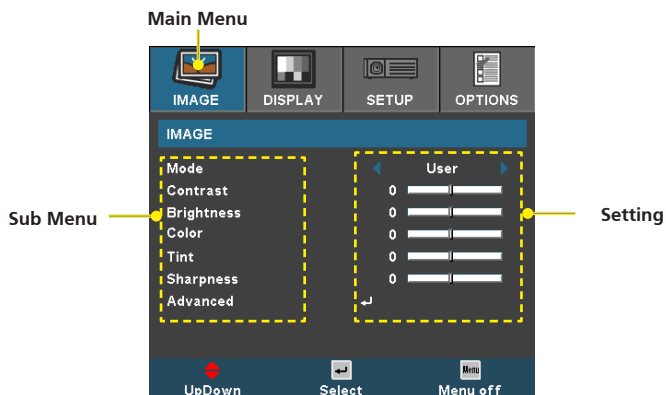 Main Menu
IMAGE DISPLAY SETUP OPTIONS
IMAGE
Mode User
Contrast 0
Brightness 0
Sub Menu Setting
Color 0
Tint 0
Sharpness 0
Advanced
Menu
UpDown Select Menu off